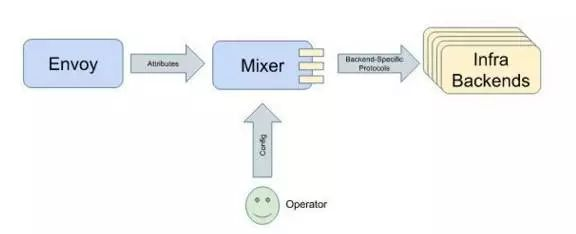 Envoy
Attributes
Mixer
Backend-Specific
Protocols
Infra
Backends
Config
Operator